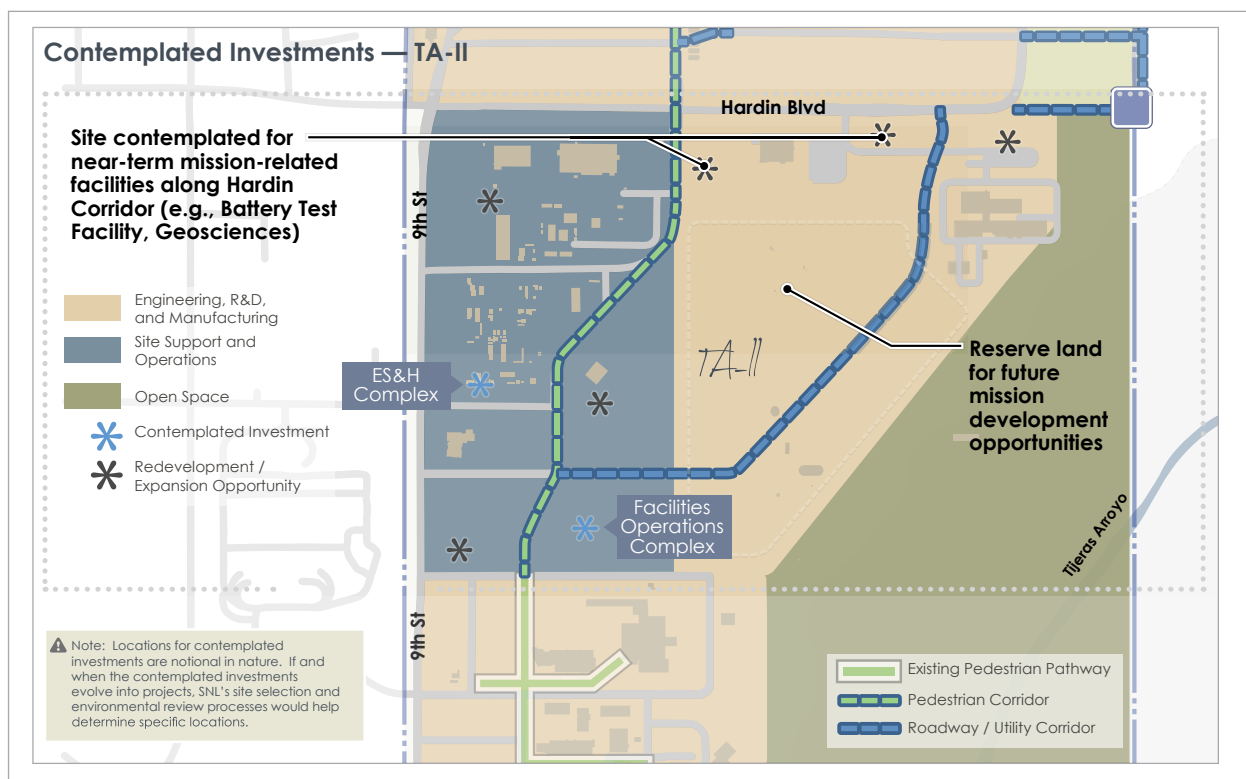 Contemplated Investments — TA-II
Hardin Blvd
Site contemplated for
near-term mission-related
facilities along Hardin
Corridor (e.g., Battery Test
Facility, Geosciences)
9th St
Engineering, R&D,
and Manufacturing
Site Support and
Operations
Open Space
Contemplated Investment
Redevelopment /
Expansion Opportunity
ES&H
Complex
TA-II
Reserve land
for future
mission
development
opportunities
Facilities
Operations
Complex
Tijeras Arroyo
9th St
Note: Locations for contemplated
investments are notional in nature. If and
when the contemplated investments
evolve into projects, SNL's site selection and
environmental review processes would help
determine specific locations.
Existing Pedestrian Pathway
Pedestrian Corridor
Roadway / Utility Corridor